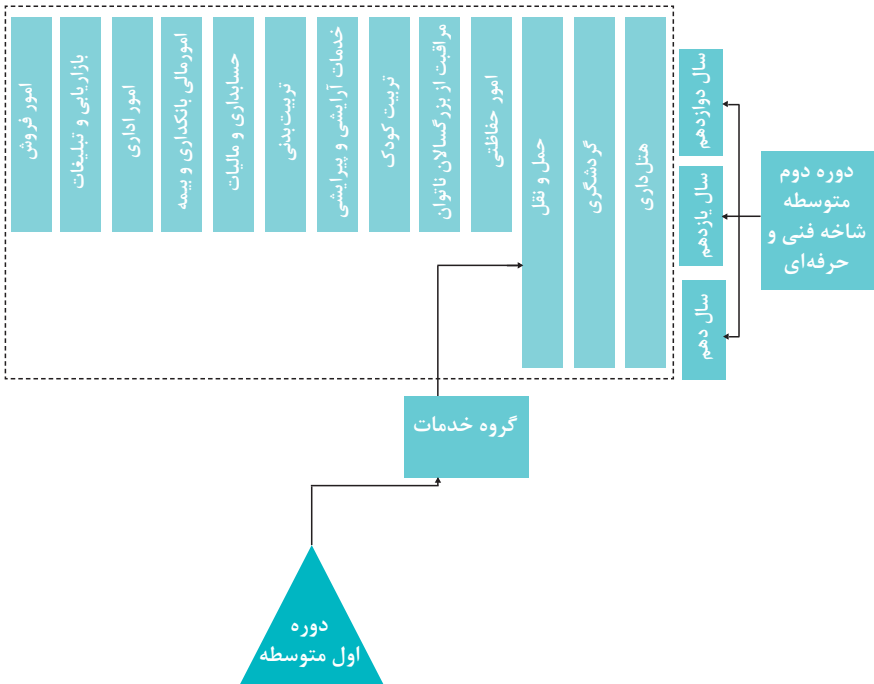 سال دوازدهم
سال یازدهم
سال دهم
دوره دوم
متوسطه
شاخه فنی و
حرفه‌ای
هتل‌داری
گردشگری
حمل و نقل
امور حفاظتی
مراقبت از بزرگسالان ناتوان
تربیت کودک
خدمات آرایشی و پیرایشی
تربیت‌بدنی
حسابداری و مالیات
امورمالی بانکداری و بیمه
امور اداری
بازاریابی و تبلیغات
امور فروش
گروه خدمات
دوره
اول متوسطه